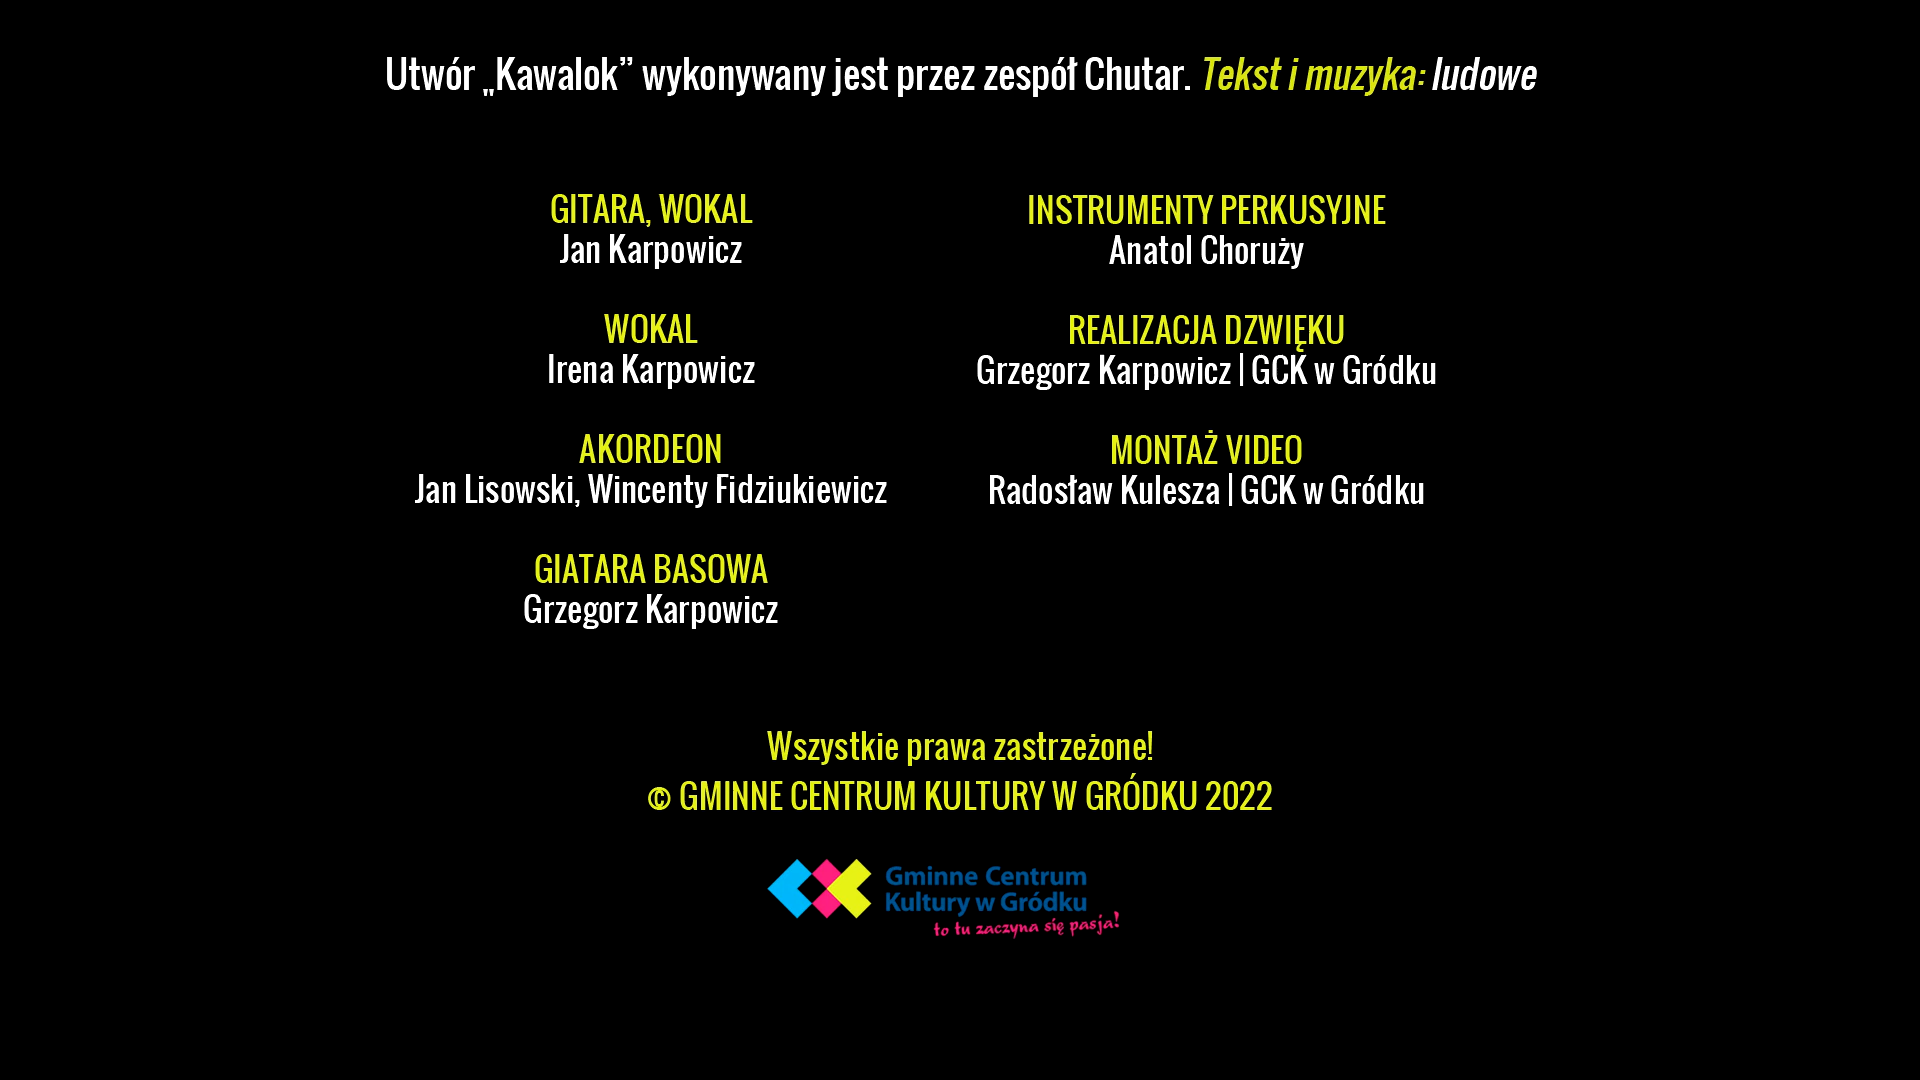 Utwór „Kawalok” wykonywany jest przez zespół Chutar. Tekst i muzyka: ludowe
GITARA, WOKAL
Jan Karpowicz
WOKAL
Irena Karpowicz
AKORDEON
Jan Lisowski, Wincenty Fidziukiewicz
GIATARA BASOWA
Grzegorz Karpowicz
INSTRUMENTY PERKUSYJNE
Anatol Choruży
REALIZACJA DZWIĘKU
Grzegorz Karpowicz | GCK w Gródku
MONTAŻ VIDEO
Radosław Kulesza | GCK w Gródku
Wszystkie prawa zastrzeżone!
© GMINNE CENTRUM KULTURY W GRÓDKU 2022
Gminne Centrum
Kultury w Gródku
to tu zaczyna się pasja!